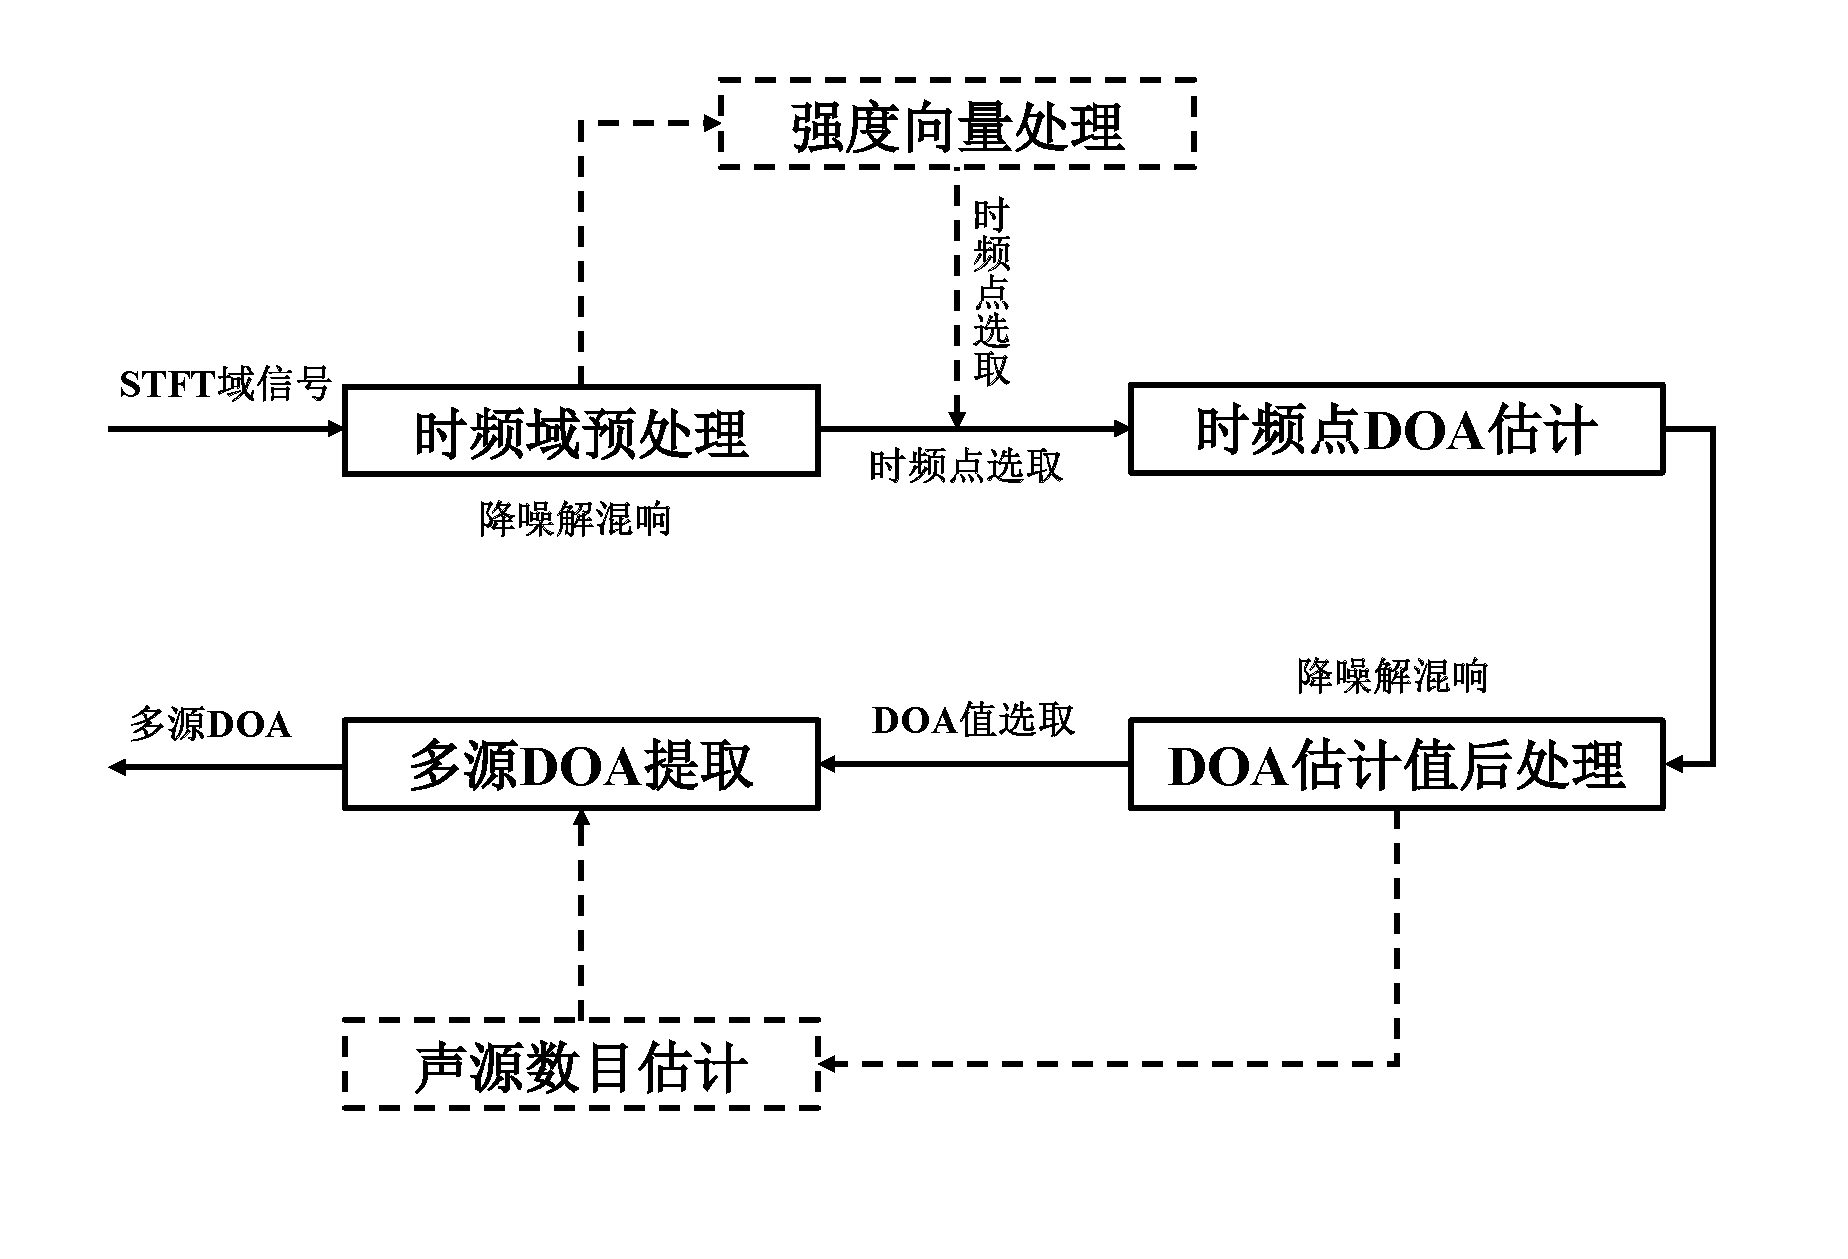 强度向量处理
时频点选取
STFT域信号
时频域预处理
时频点选取
时频点DOA估计
降噪解混响
降噪解混响
多源DOA
多源DOA提取
DOA值选取
DOA估计值后处理
声源数目估计